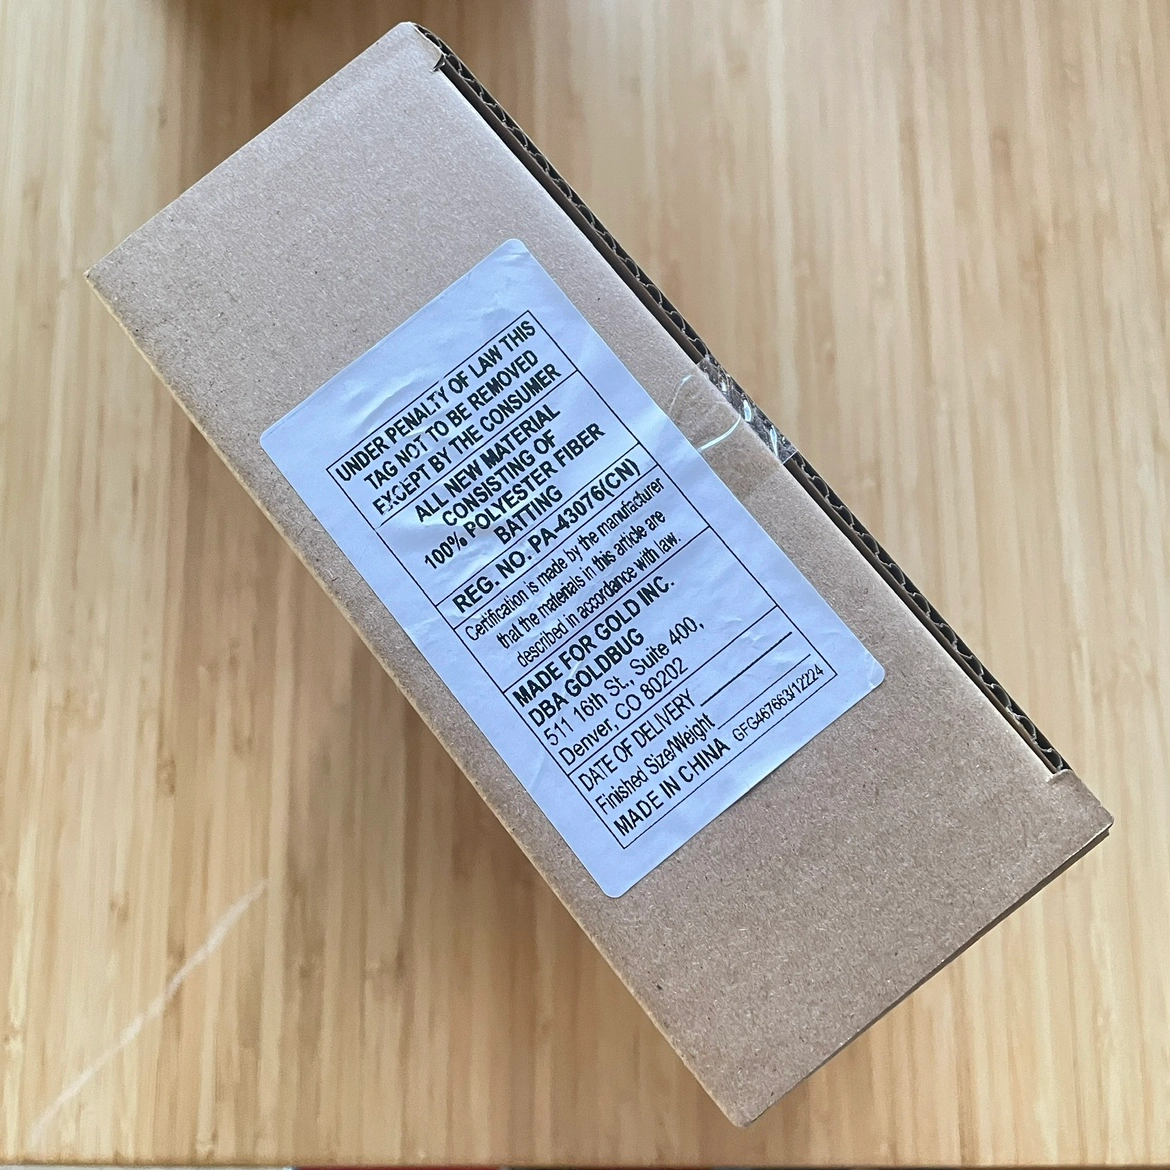 UNDER PENALTY OF LAW THIS
TAG NOT TO BE REMOVED
EXCEPT BY THE CONSUMER
ALL NEW MATERIAL
CONSISTING OF
100% POLYESTER FIBER
BATTING
REG. NO. PA-43076(CN)
Certification is made by the manufacturer
that the materials in this article are
described in accordance with law.
MADE FOR GOLD INC.
DBA GOLDBUG
511 16th St., Suite 400,
Denver, CO 80202
DATE OF DELIVERY
Finished Size/Weight
MADE IN CHINA GFG467663/12224